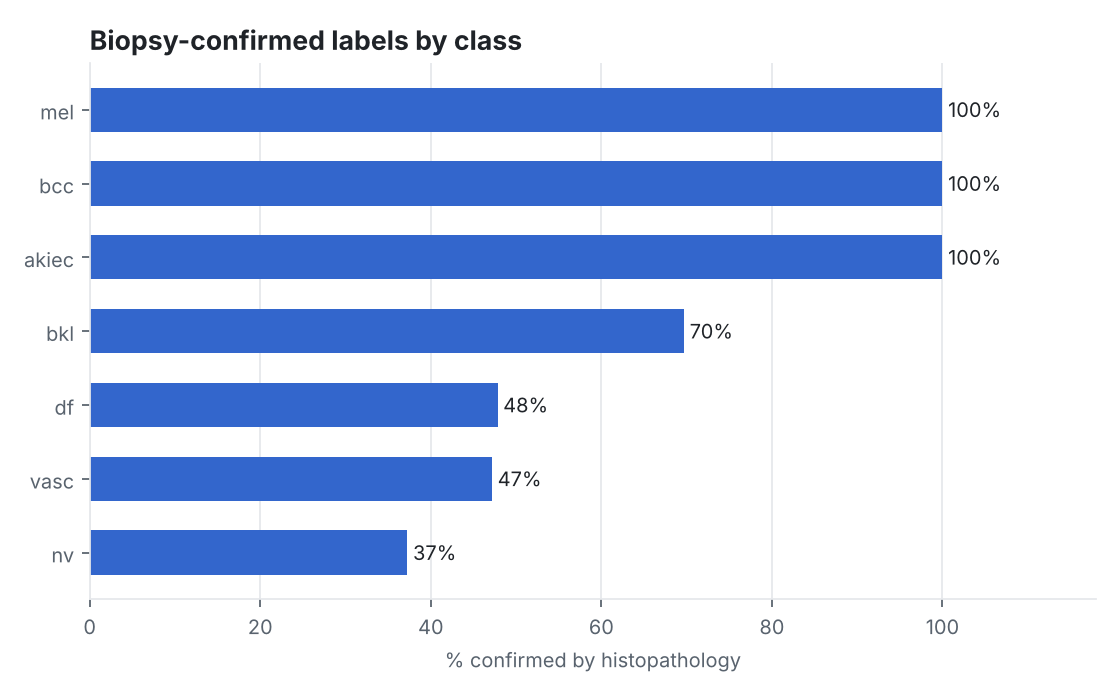 Biopsy-confirmed labels by class
mel 100%
bcc 100%
akiec 100%
bkl 70%
df 48%
vasc 47%
nv 37%
0 20 40 60 80 100
% confirmed by histopathology